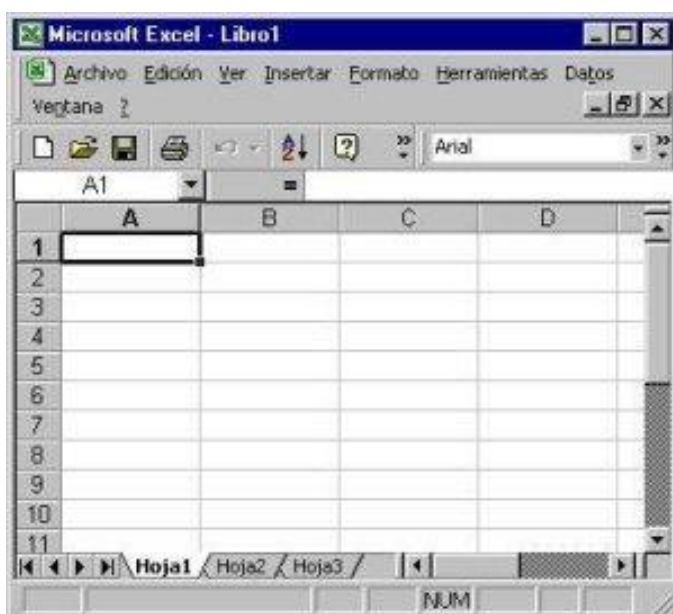 Microsoft Excel - Libro1
Archivo Edición Ver Insertar Formato Herramientas Datos
Ventana ?
Arial
A1 =
A B C D
1
2
3
4
5
6
7
8
9
10
11
Hoja1 Hoja2 Hoja3
NUM